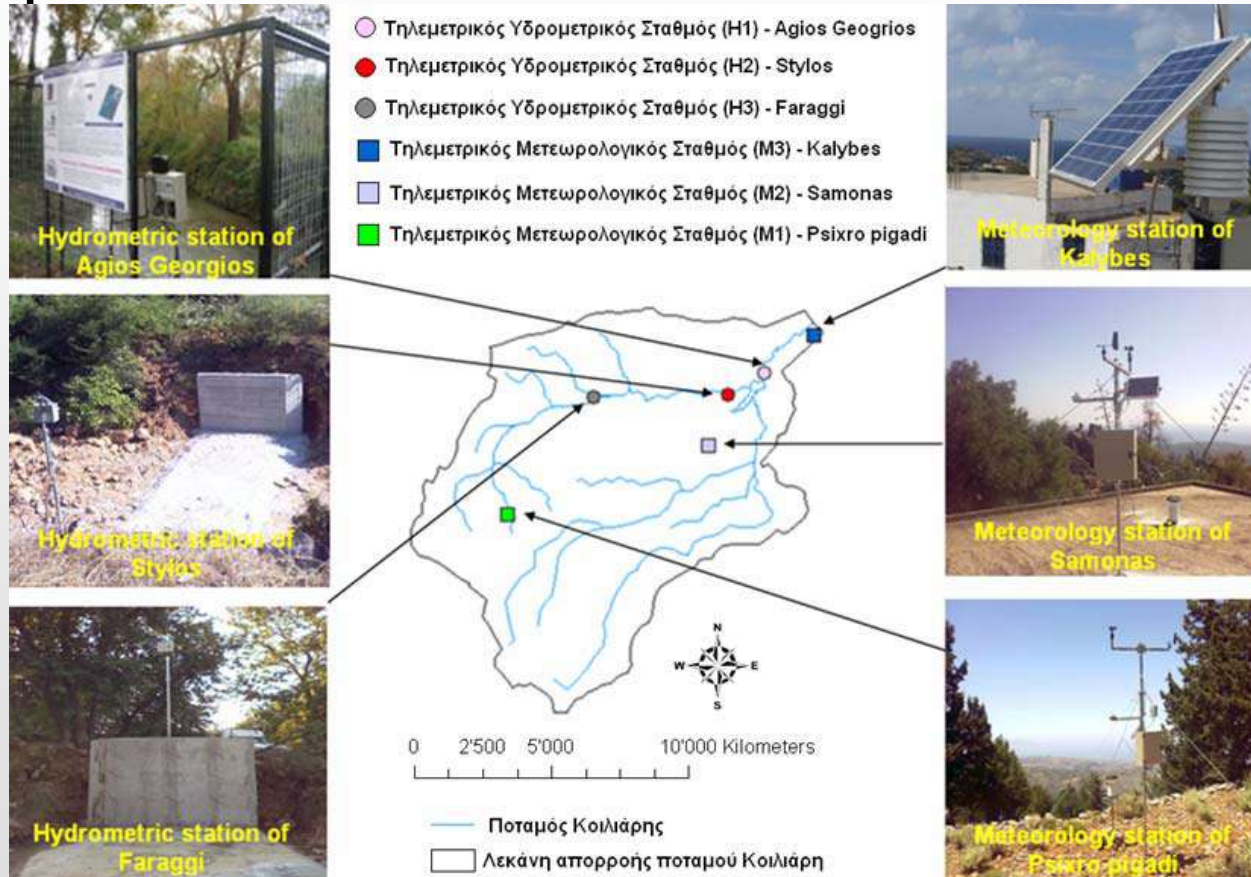 Τηλεμετρικός Υδρομετρικός Σταθμός (H1) - Agios Geogrios
Τηλεμετρικός Υδρομετρικός Σταθμός (H2) - Stylos
Τηλεμετρικός Υδρομετρικός Σταθμός (H3) - Faraggi
Τηλεμετρικός Μετεωρολογικός Σταθμός (M3) - Kalybes
Τηλεμετρικός Μετεωρολογικός Σταθμός (M2) - Samonas
Τηλεμετρικός Μετεωρολογικός Σταθμός (M1) - Psixro pigadi
Hydrometric station of
Agios Georgios
Meteorology station of
Kalybes
Hydrometric station of
Stylos
Meteorology station of
Samonas
Hydrometric station of
Faraggi
Meteorology station of
Psixro pigadi
N
W E
S
0 2'500 5'000 10'000 Kilometers
Ποταμός Κοιλιάρης
Λεκάνη απορροής ποταμού Κοιλιάρη